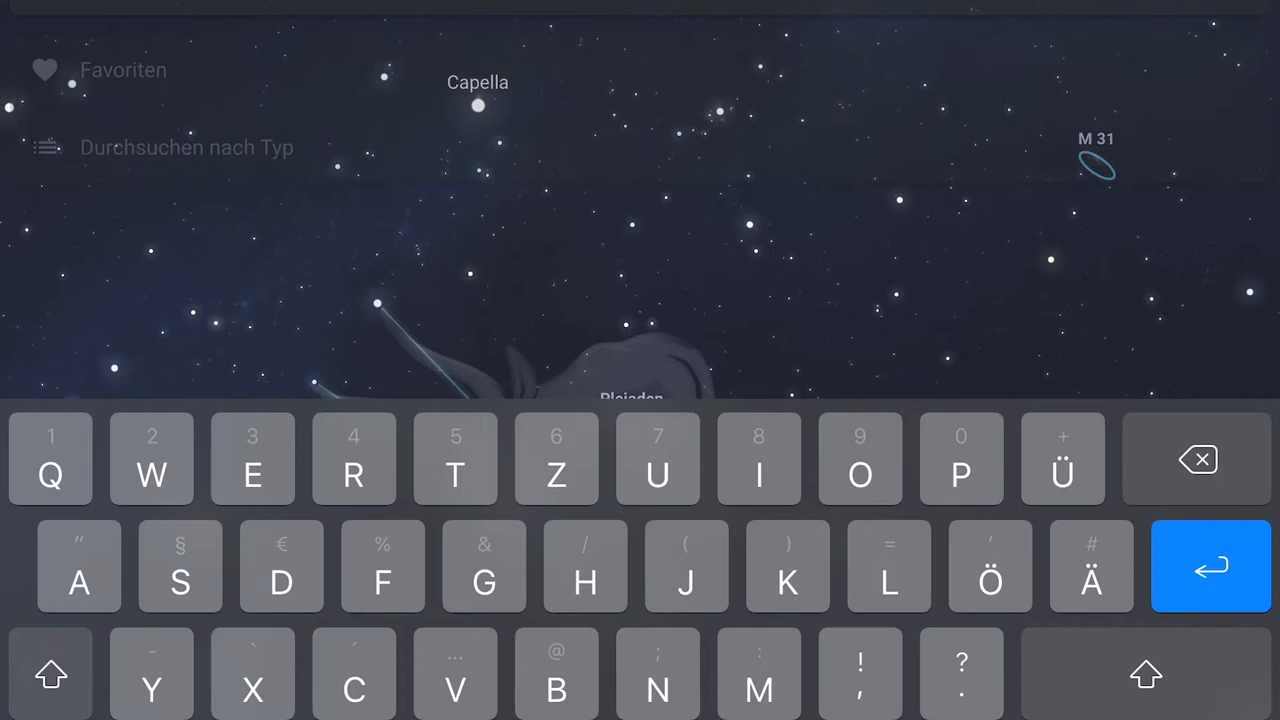 Favoriten
Capella
M 31
Durchsuchen nach Typ
Plejaden
1 2 3 4 5 6 7 8 9 0 +
Q W E R T Z U I O P Ü
" § € % & / ( ) = ' #
A S D F G H J K L Ö Ä
- ` ´ ... @ ; : ! ?
Y X C V B N M , .